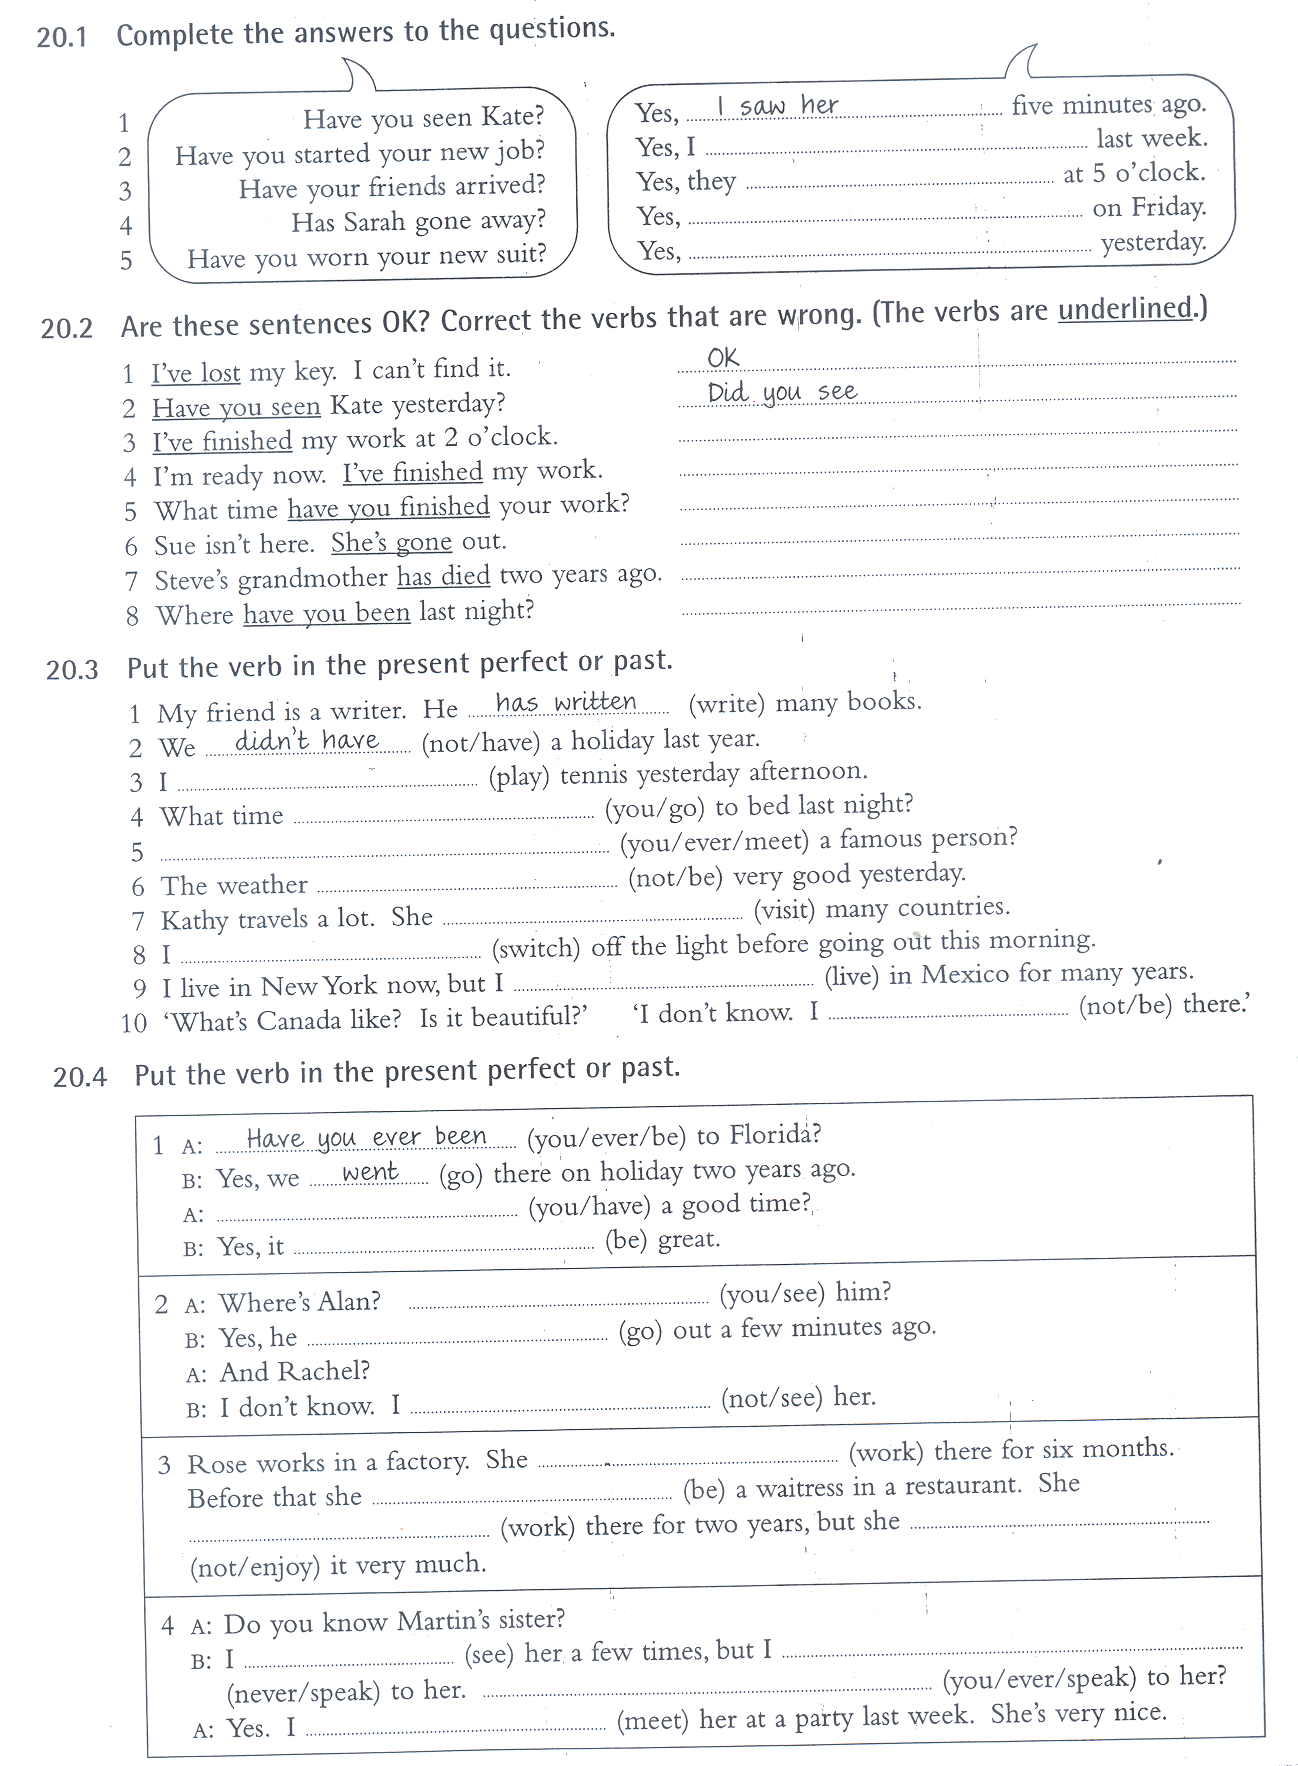 20.1 Complete the answers to the questions.
1 Have you seen Kate? Yes, I saw her five minutes ago.
2 Have you started your new job? Yes, I ........ last week.
3 Have your friends arrived? Yes, they ........ at 5 o'clock.
4 Has Sarah gone away? Yes, ........ on Friday.
5 Have you worn your new suit? Yes, ........ yesterday.
20.2 Are these sentences OK? Correct the verbs that are wrong. (The verbs are underlined.)
1 I've lost my key. I can't find it. OK
2 Have you seen Kate yesterday? Did you see
3 I've finished my work at 2 o'clock. ........
4 I'm ready now. I've finished my work. ........
5 What time have you finished your work? ........
6 Sue isn't here. She's gone out. ........
7 Steve's grandmother has died two years ago. ........
8 Where have you been last night? ........
20.3 Put the verb in the present perfect or past.
1 My friend is a writer. He has written (write) many books.
2 We didn't have (not/have) a holiday last year.
3 I ........ (play) tennis yesterday afternoon.
4 What time ........ (you/go) to bed last night?
5 ........ (you/ever/meet) a famous person?
6 The weather ........ (not/be) very good yesterday.
7 Kathy travels a lot. She ........ (visit) many countries.
8 I ........ (switch) off the light before going out this morning.
9 I live in New York now, but I ........ (live) in Mexico for many years.
10 'What's Canada like? Is it beautiful?' 'I don't know. I ........ (not/be) there.'
20.4 Put the verb in the present perfect or past.
1 A: Have you ever been (you/ever/be) to Florida?
B: Yes, we went (go) there on holiday two years ago.
A: ........ (you/have) a good time?
B: Yes, it ........ (be) great.
2 A: Where's Alan? ........ (you/see) him?
B: Yes, he ........ (go) out a few minutes ago.
A: And Rachel?
B: I don't know. I ........ (not/see) her.
3 Rose works in a factory. She ........ (work) there for six months.
Before that she ........ (be) a waitress in a restaurant. She
........ (work) there for two years, but she ........
(not/enjoy) it very much.
4 A: Do you know Martin's sister?
B: I ........ (see) her a few times, but I ........
(never/speak) to her. ........ (you/ever/speak) to her?
A: Yes. I ........ (meet) her at a party last week. She's very nice.